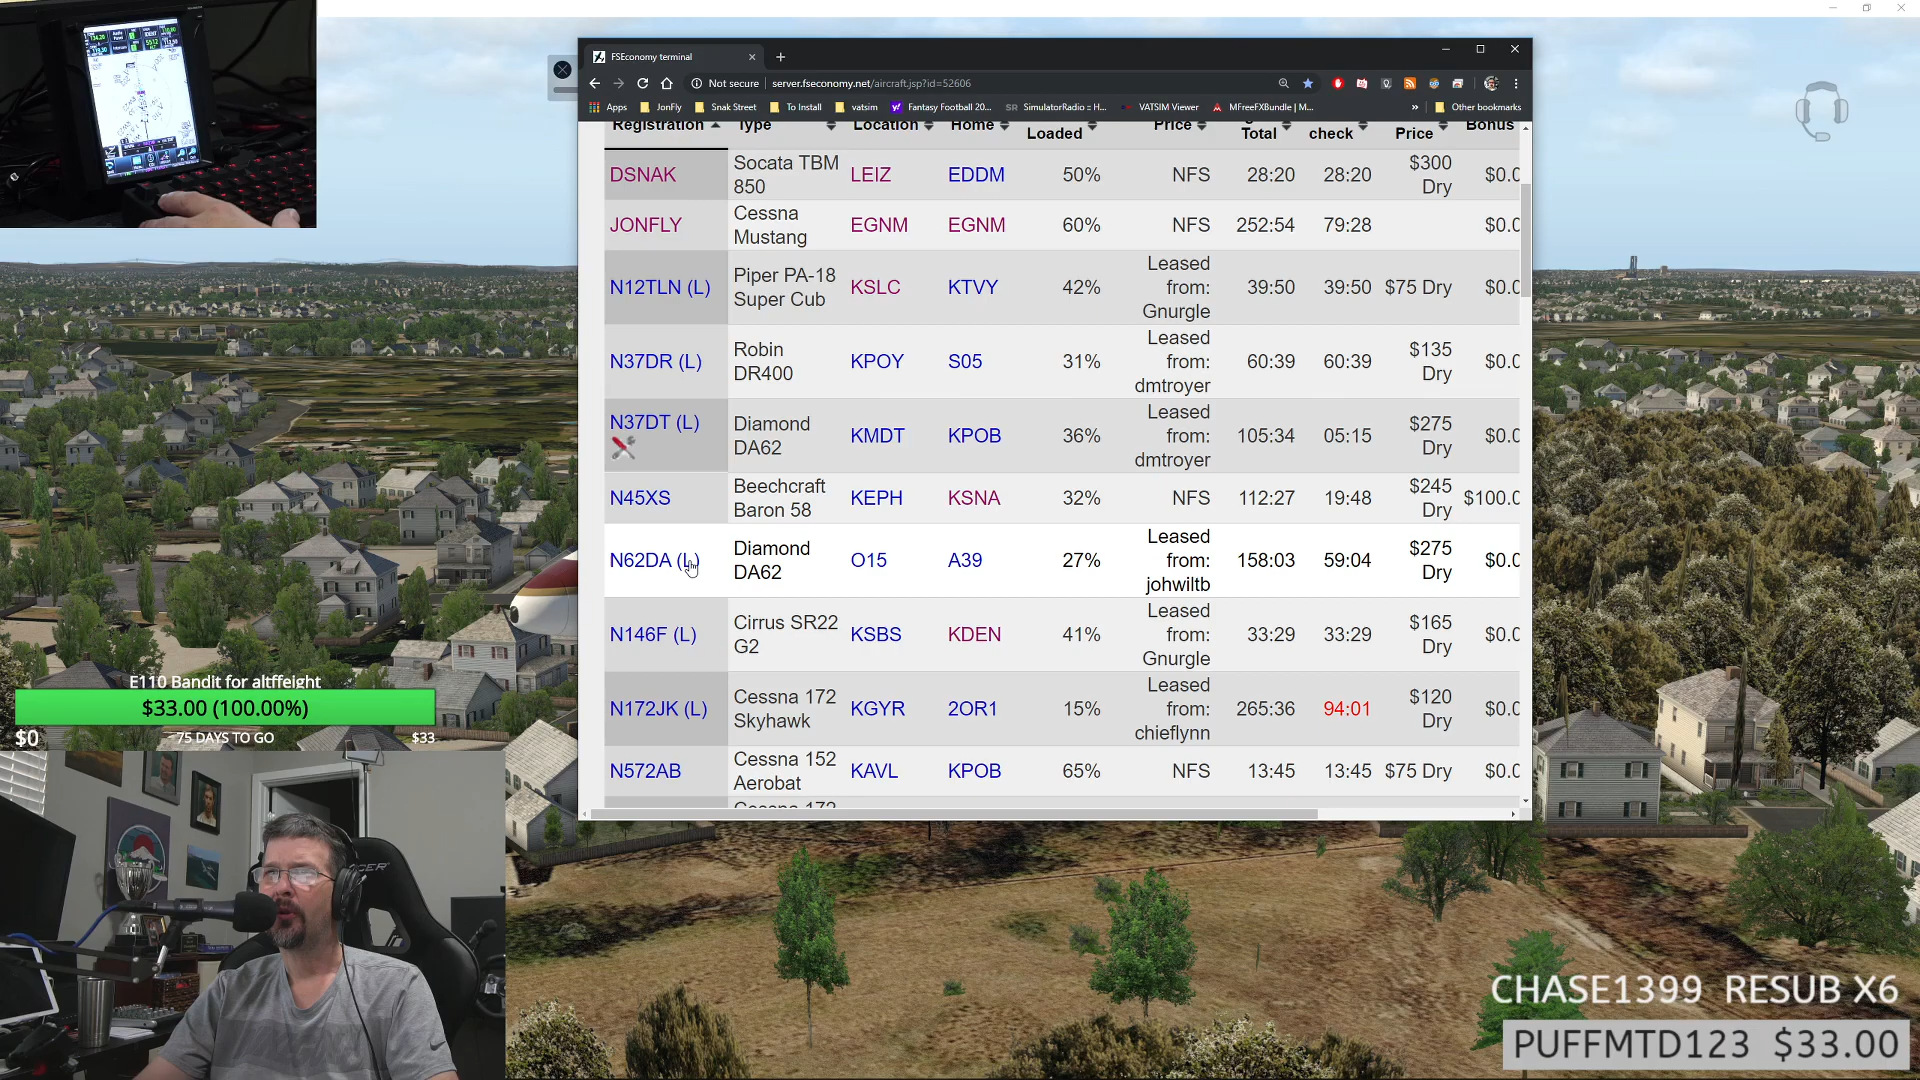 FSEconomy terminal
Not secure server.fseconomy.net/aircraft.jsp?id=52606
Apps JonFly Snak Street To Install vatsim Fantasy Football 20... SR SimulatorRadio :: H... VATSIM Viewer MFreeFXBundle | M... » Other bookmarks
Registration Type Location Home Loaded Price Total check Price Bonus
DSNAK Socata TBM 850 LEIZ EDDM 50% NFS 28:20 28:20 $300 Dry $0.0
JONFLY Cessna Mustang EGNM EGNM 60% NFS 252:54 79:28 $0.0
N12TLN (L) Piper PA-18 Super Cub KSLC KTVY 42% Leased from: Gnurgle 39:50 39:50 $75 Dry $0.0
N37DR (L) Robin DR400 KPOY S05 31% Leased from: dmtroyer 60:39 60:39 $135 Dry $0.0
N37DT (L) Diamond DA62 KMDT KPOB 36% Leased from: dmtroyer 105:34 05:15 $275 Dry $0.0
N45XS Beechcraft Baron 58 KEPH KSNA 32% NFS 112:27 19:48 $245 Dry $100.0
N62DA (L) Diamond DA62 O15 A39 27% Leased from: johwiltb 158:03 59:04 $275 Dry $0.0
N146F (L) Cirrus SR22 G2 KSBS KDEN 41% Leased from: Gnurgle 33:29 33:29 $165 Dry $0.0
N172JK (L) Cessna 172 Skyhawk KGYR 2OR1 15% Leased from: chieflynn 265:36 94:01 $120 Dry $0.0
N572AB Cessna 152 Aerobat KAVL KPOB 65% NFS 13:45 13:45 $75 Dry $0.0
Cessna 172
E110 Bandit for altffeight
$33.00 (100.00%)
$0 75 DAYS TO GO $33
CHASE1399 RESUB X6
PUFFMTD123 $33.00